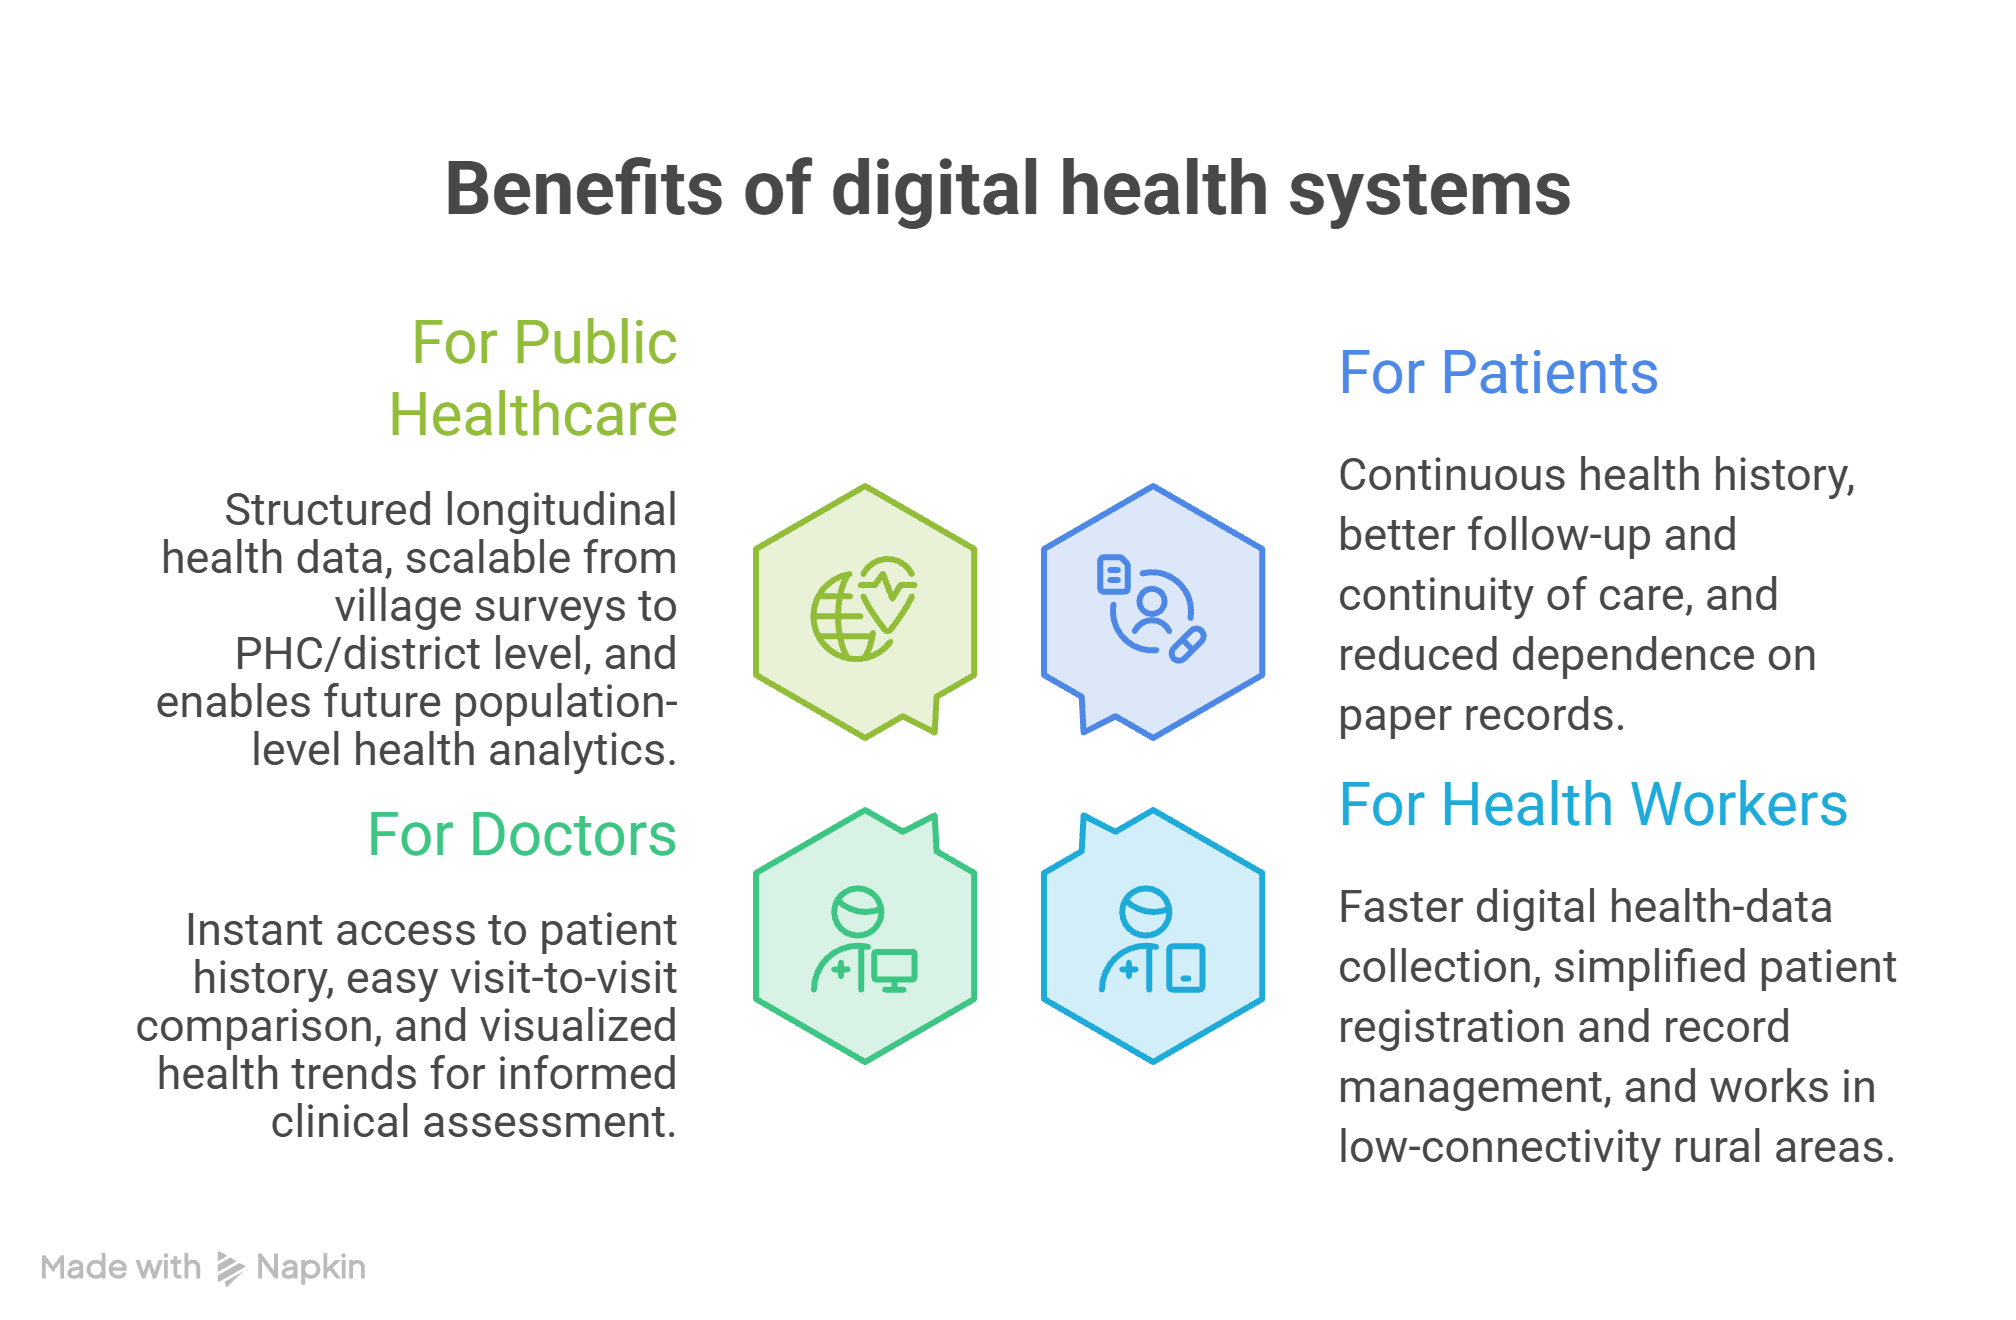 Benefits of digital health systems
For Public
Healthcare
Structured longitudinal
health data, scalable from
village surveys to
PHC/district level, and
enables future population-
level health analytics.
For Patients
Continuous health history,
better follow-up and
continuity of care, and
reduced dependence on
paper records.
For Doctors
Instant access to patient
history, easy visit-to-visit
comparison, and visualized
health trends for informed
clinical assessment.
For Health Workers
Faster digital health-data
collection, simplified patient
registration and record
management, and works in
low-connectivity rural areas.
Made with Napkin